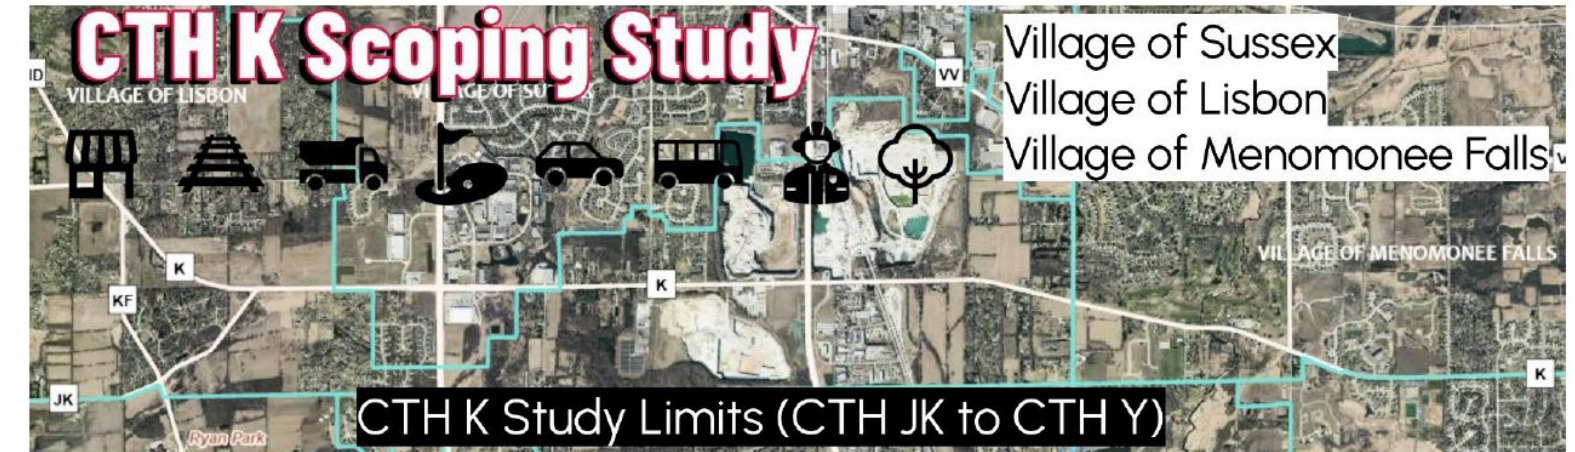 CTH K Scoping Study
Village of Sussex
Village of Lisbon
Village of Menomonee Falls
ID
VILLAGE OF LISBON
VV
K
KF
K
VILLAGE OF MENOMONEE FALLS
K
JK
CTH K Study Limits (CTH JK to CTH Y)
Ryan Park